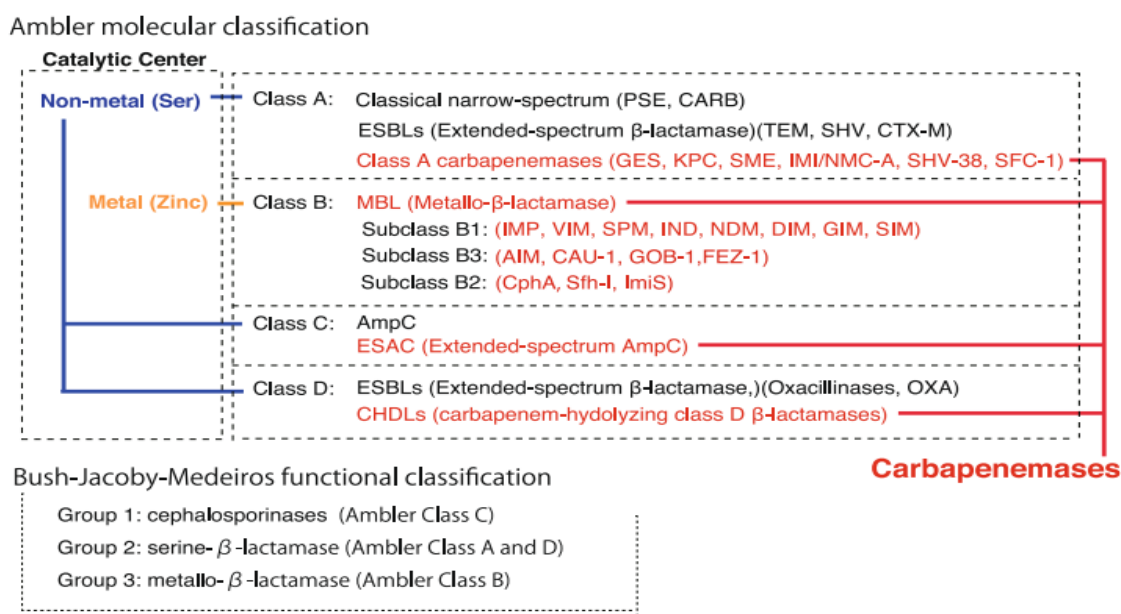 Ambler molecular classification
Catalytic Center
Non-metal (Ser)
Class A: Classical narrow-spectrum (PSE, CARB)
ESBLs (Extended-spectrum β-lactamase)(TEM, SHV, CTX-M)
Class A carbapenemases (GES, KPC, SME, IMI/NMC-A, SHV-38, SFC-1)
Metal (Zinc)
Class B: MBL (Metallo-β-lactamase)
Subclass B1: (IMP, VIM, SPM, IND, NDM, DIM, GIM, SIM)
Subclass B3: (AIM, CAU-1, GOB-1,FEZ-1)
Subclass B2: (CphA, Sfh-I, ImiS)
Class C: AmpC
ESAC (Extended-spectrum AmpC)
Class D: ESBLs (Extended-spectrum β-lactamase,)(Oxacillinases, OXA)
CHDLs (carbapenem-hydolyzing class D β-lactamases)
Carbapenemases
Bush-Jacoby-Medeiros functional classification
Group 1: cephalosporinases (Ambler Class C)
Group 2: serine-β-lactamase (Ambler Class A and D)
Group 3: metallo-β-lactamase (Ambler Class B)